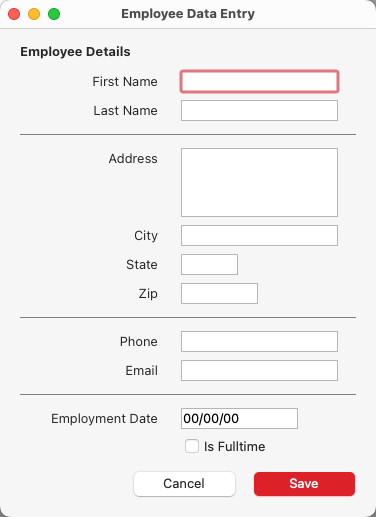 Employee Data Entry
Employee Details
First Name
Last Name
Address
City
State
Zip
Phone
Email
Employment Date 00/00/00
Is Fulltime
Cancel Save